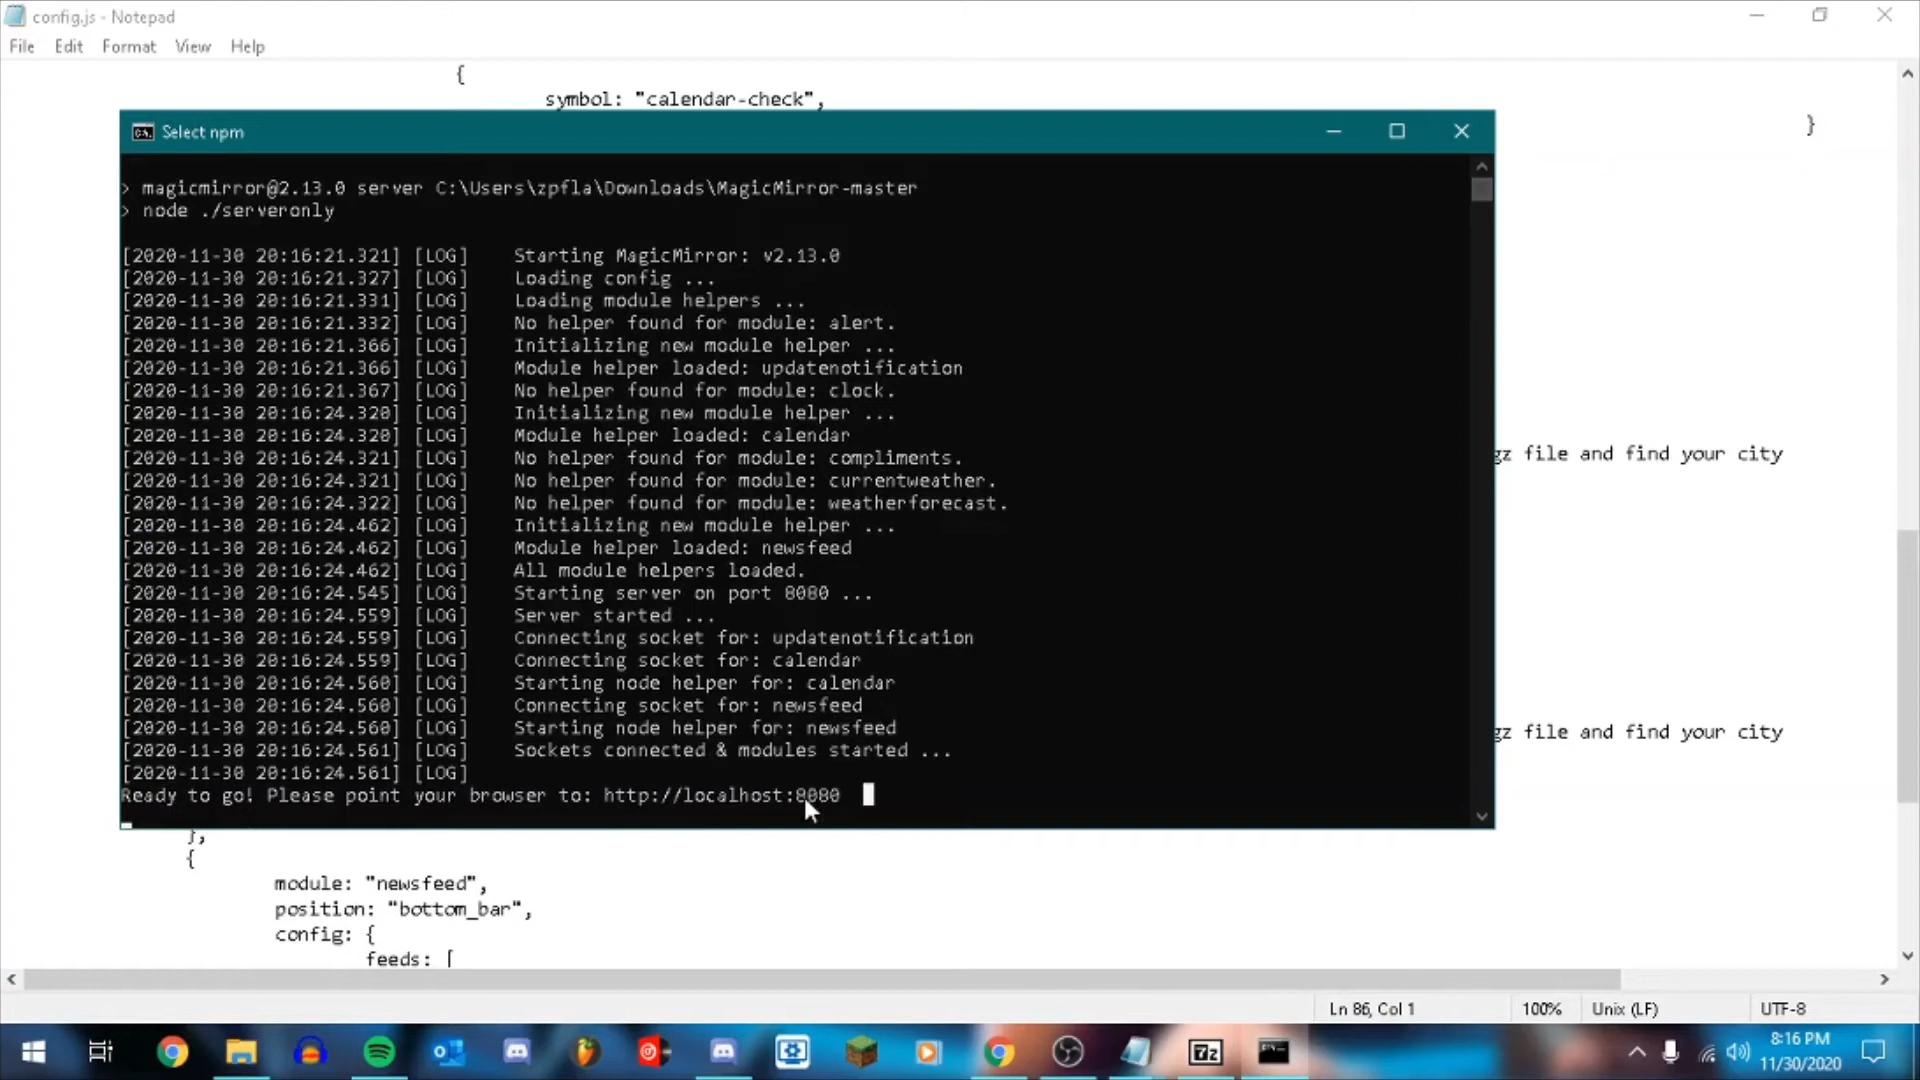 config.js - Notepad
File Edit Format View Help
{
symbol: "calendar-check",
}
Select npm
> magicmirror@2.13.0 server C:\Users\zpfla\Downloads\MagicMirror-master
> node ./serveronly
[2020-11-30 20:16:21.321] [LOG] Starting MagicMirror: v2.13.0
[2020-11-30 20:16:21.327] [LOG] Loading config ...
[2020-11-30 20:16:21.331] [LOG] Loading module helpers ...
[2020-11-30 20:16:21.332] [LOG] No helper found for module: alert.
[2020-11-30 20:16:21.366] [LOG] Initializing new module helper ...
[2020-11-30 20:16:21.366] [LOG] Module helper loaded: updatenotification
[2020-11-30 20:16:21.367] [LOG] No helper found for module: clock.
[2020-11-30 20:16:24.320] [LOG] Initializing new module helper ...
[2020-11-30 20:16:24.320] [LOG] Module helper loaded: calendar
[2020-11-30 20:16:24.321] [LOG] No helper found for module: compliments.
[2020-11-30 20:16:24.321] [LOG] No helper found for module: currentweather.
[2020-11-30 20:16:24.322] [LOG] No helper found for module: weatherforecast.
[2020-11-30 20:16:24.462] [LOG] Initializing new module helper ...
[2020-11-30 20:16:24.462] [LOG] Module helper loaded: newsfeed
[2020-11-30 20:16:24.462] [LOG] All module helpers loaded.
[2020-11-30 20:16:24.545] [LOG] Starting server on port 8080 ...
[2020-11-30 20:16:24.559] [LOG] Server started ...
[2020-11-30 20:16:24.559] [LOG] Connecting socket for: updatenotification
[2020-11-30 20:16:24.559] [LOG] Connecting socket for: calendar
[2020-11-30 20:16:24.560] [LOG] Starting node helper for: calendar
[2020-11-30 20:16:24.560] [LOG] Connecting socket for: newsfeed
[2020-11-30 20:16:24.560] [LOG] Starting node helper for: newsfeed
[2020-11-30 20:16:24.561] [LOG] Sockets connected & modules started ...
[2020-11-30 20:16:24.561] [LOG]
Ready to go! Please point your browser to: http://localhost:8080
gz file and find your city
gz file and find your city
},
{
module: "newsfeed",
position: "bottom_bar",
config: {
feeds: [
Ln 86, Col 1 100% Unix (LF) UTF-8
8:16 PM
11/30/2020